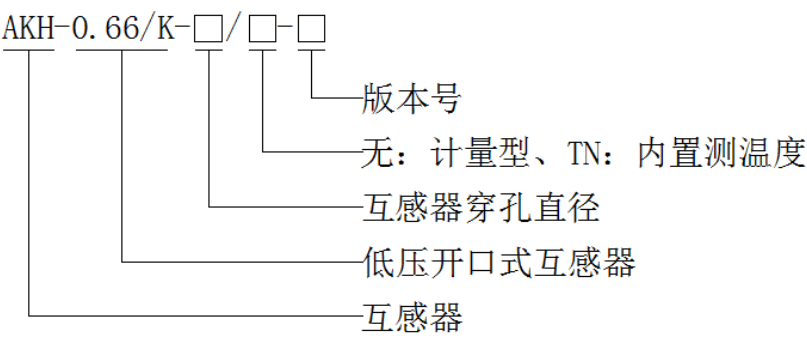 AKH-0.66/K-□/□-□
版本号
无：计量型、TN：内置测温度
互感器穿孔直径
低压开口式互感器
互感器